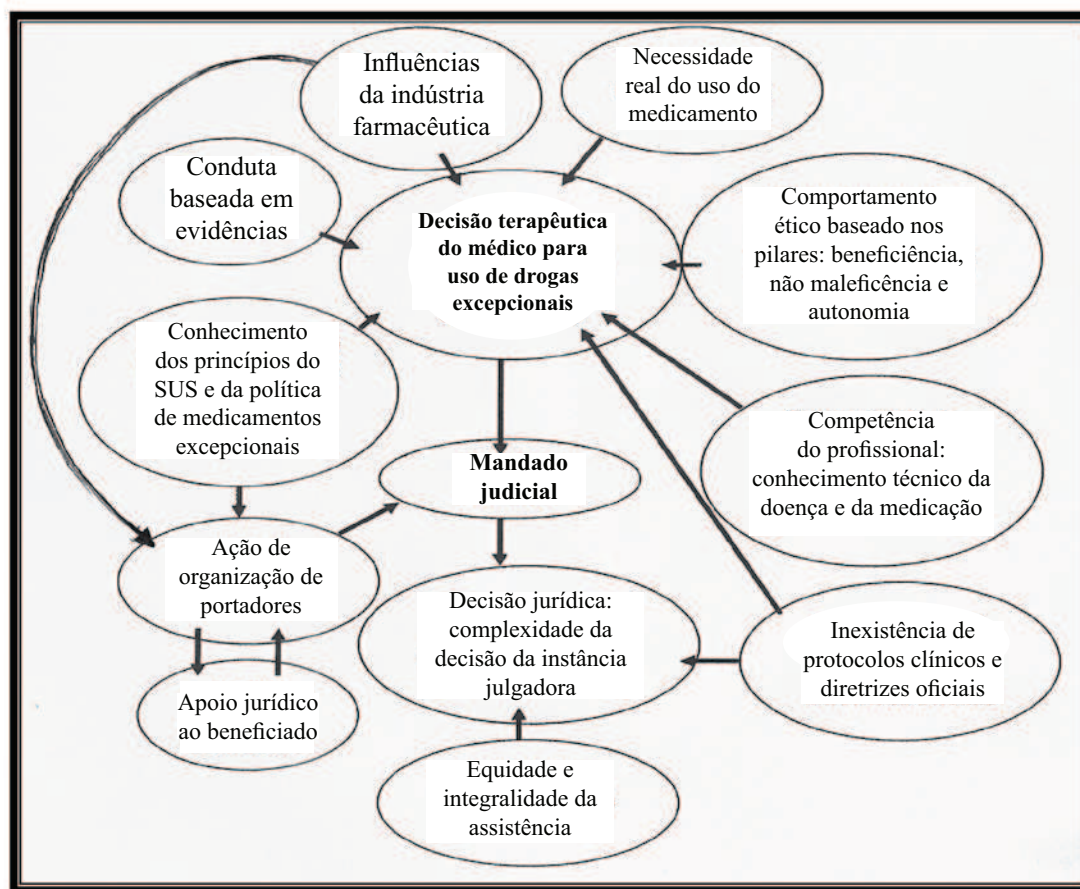 Influências
da indústria
farmacêutica
Necessidade
real do uso do
medicamento
Conduta
baseada em
evidências
Decisão terapêutica
do médico para
uso de drogas
excepcionais
Comportamento
ético baseado nos
pilares: beneficiência,
não maleficência e
autonomia
Conhecimento
dos princípios do
SUS e da política
de medicamentos
excepcionais
Competência
do profissional:
conhecimento técnico da
doença e da medicação
Mandado
judicial
Ação de
organização de
portadores
Decisão jurídica:
complexidade da
decisão da instância
julgadora
Inexistência de
protocolos clínicos e
diretrizes oficiais
Apoio jurídico
ao beneficiado
Equidade e
integralidade da
assistência